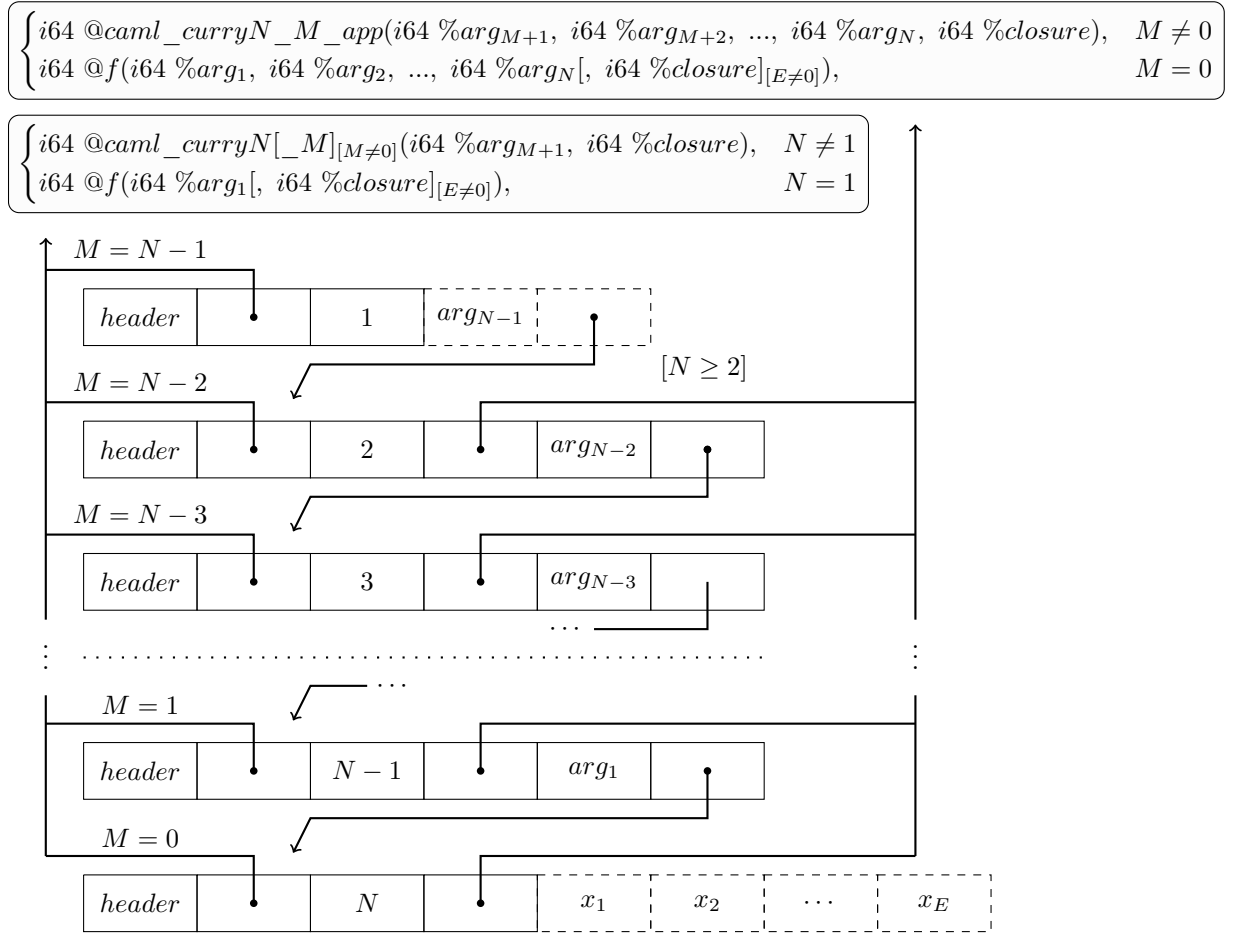 i64 @caml_curryN_M_app(i64 %arg_{M+1}, i64 %arg_{M+2}, ..., i64 %arg_N, i64 %closure), M ≠ 0
i64 @f(i64 %arg_1, i64 %arg_2, ..., i64 %arg_N[, i64 %closure]_{[E≠0]}), M = 0
i64 @caml_curryN[_M]_{[M≠0]}(i64 %arg_{M+1}, i64 %closure), N ≠ 1
i64 @f(i64 %arg_1[, i64 %closure]_{[E≠0]}), N = 1
M = N − 1
header 1 arg_{N−1}
[N ≥ 2]
M = N − 2
header 2 arg_{N−2}
M = N − 3
header 3 arg_{N−3}
···
···
M = 1
header N − 1 arg_1
M = 0
header N x_1 x_2 ··· x_E